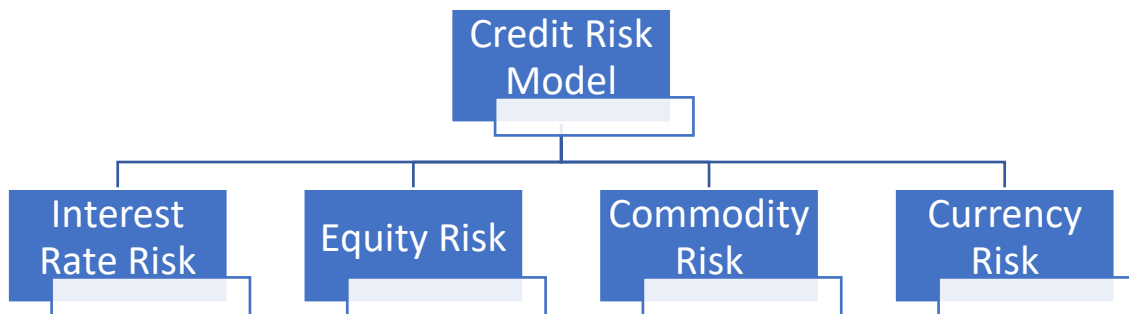 Credit Risk
Model
Interest
Rate Risk
Equity Risk
Commodity
Risk
Currency
Risk